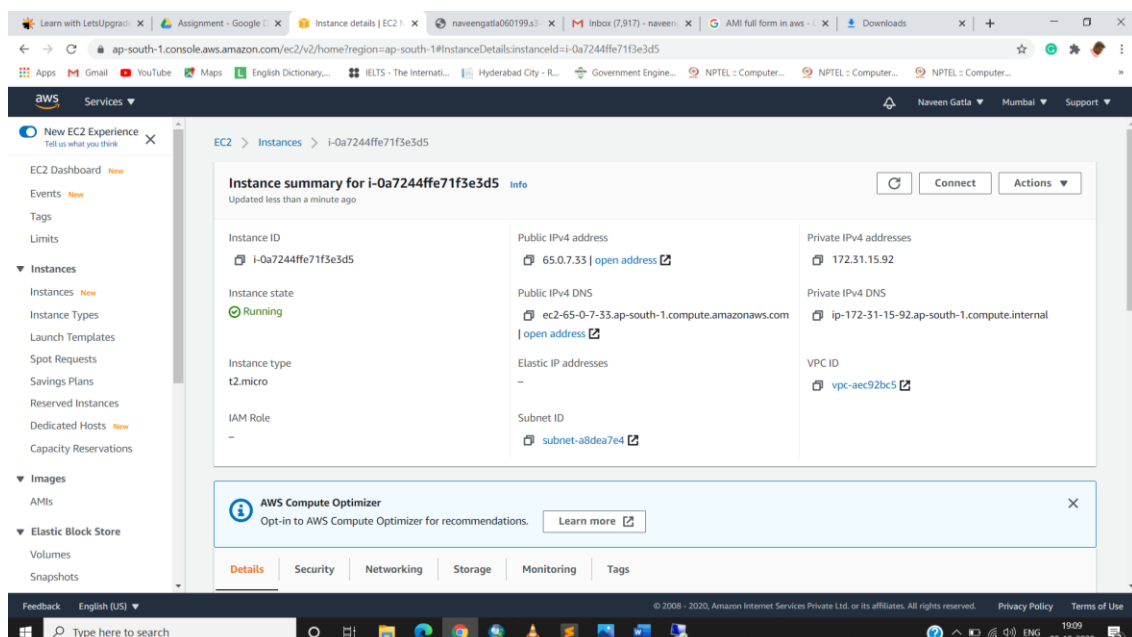 Learn with LetsUpgrad
Assignment - Google D
Instance details | EC2 M
naveengatla060199.s3-
Inbox (7,917) - naveen
AMI full form in aws - G
Downloads
ap-south-1.console.aws.amazon.com/ec2/v2/home?region=ap-south-1#InstanceDetails:instanceId=i-0a7244ffe71f3e3d5
Apps Gmail YouTube Maps English Dictionary,... IELTS - The Internati... Hyderabad City - R... Government Engine... NPTEL :: Computer... NPTEL :: Computer... NPTEL :: Computer... »
aws Services ▼ Naveen Gatla ▼ Mumbai ▼ Support ▼
New EC2 Experience
Tell us what you think
EC2 Dashboard New
Events New
Tags
Limits
▼ Instances
Instances New
Instance Types
Launch Templates
Spot Requests
Savings Plans
Reserved Instances
Dedicated Hosts New
Capacity Reservations
▼ Images
AMIs
▼ Elastic Block Store
Volumes
Snapshots
EC2 > Instances > i-0a7244ffe71f3e3d5
Instance summary for i-0a7244ffe71f3e3d5 Info
Updated less than a minute ago
Connect
Actions ▼
Instance ID
i-0a7244ffe71f3e3d5
Public IPv4 address
65.0.7.33 | open address
Private IPv4 addresses
172.31.15.92
Instance state
Running
Public IPv4 DNS
ec2-65-0-7-33.ap-south-1.compute.amazonaws.com
| open address
Private IPv4 DNS
ip-172-31-15-92.ap-south-1.compute.internal
Instance type
t2.micro
Elastic IP addresses
–
VPC ID
vpc-aec92bc5
IAM Role
–
Subnet ID
subnet-a8dea7e4
AWS Compute Optimizer
Opt-in to AWS Compute Optimizer for recommendations.
Learn more
Details Security Networking Storage Monitoring Tags
Feedback English (US) ▼ © 2008 - 2020, Amazon Internet Services Private Ltd. or its affiliates. All rights reserved. Privacy Policy Terms of Use
Type here to search
ENG
19:09